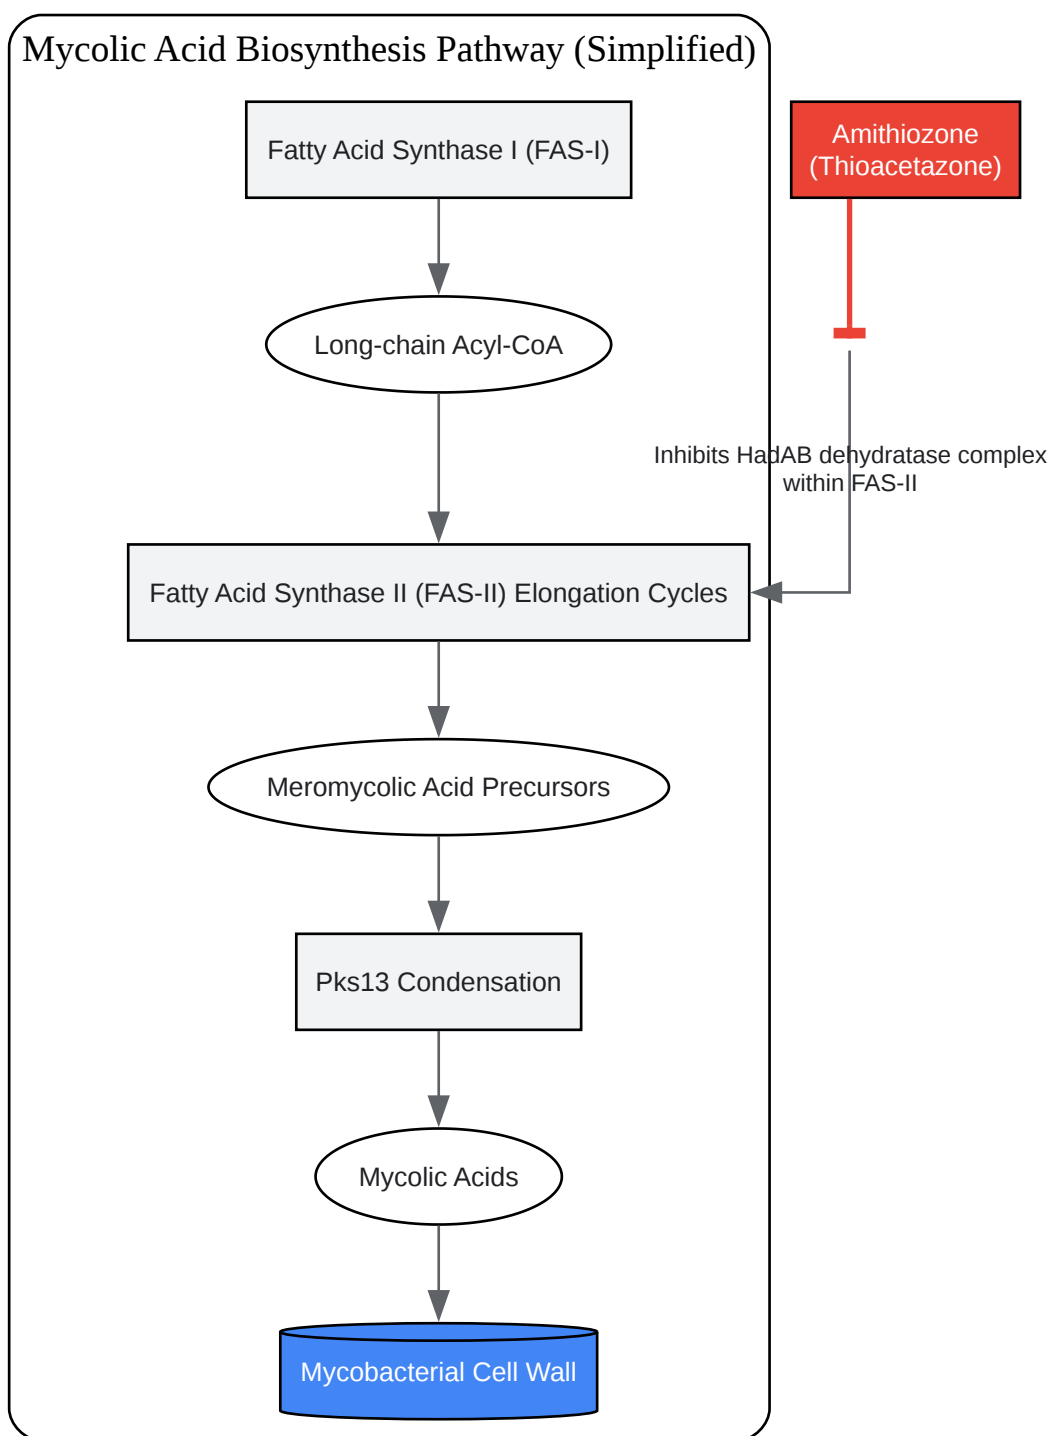 Mycolic Acid Biosynthesis Pathway (Simplified)
Fatty Acid Synthase I (FAS-I)
Amithiozone
(Thioacetazone)
Long-chain Acyl-CoA
Inhibits HadAB dehydratase complex
within FAS-II
Fatty Acid Synthase II (FAS-II) Elongation Cycles
Meromycolic Acid Precursors
Pks13 Condensation
Mycolic Acids
Mycobacterial Cell Wall